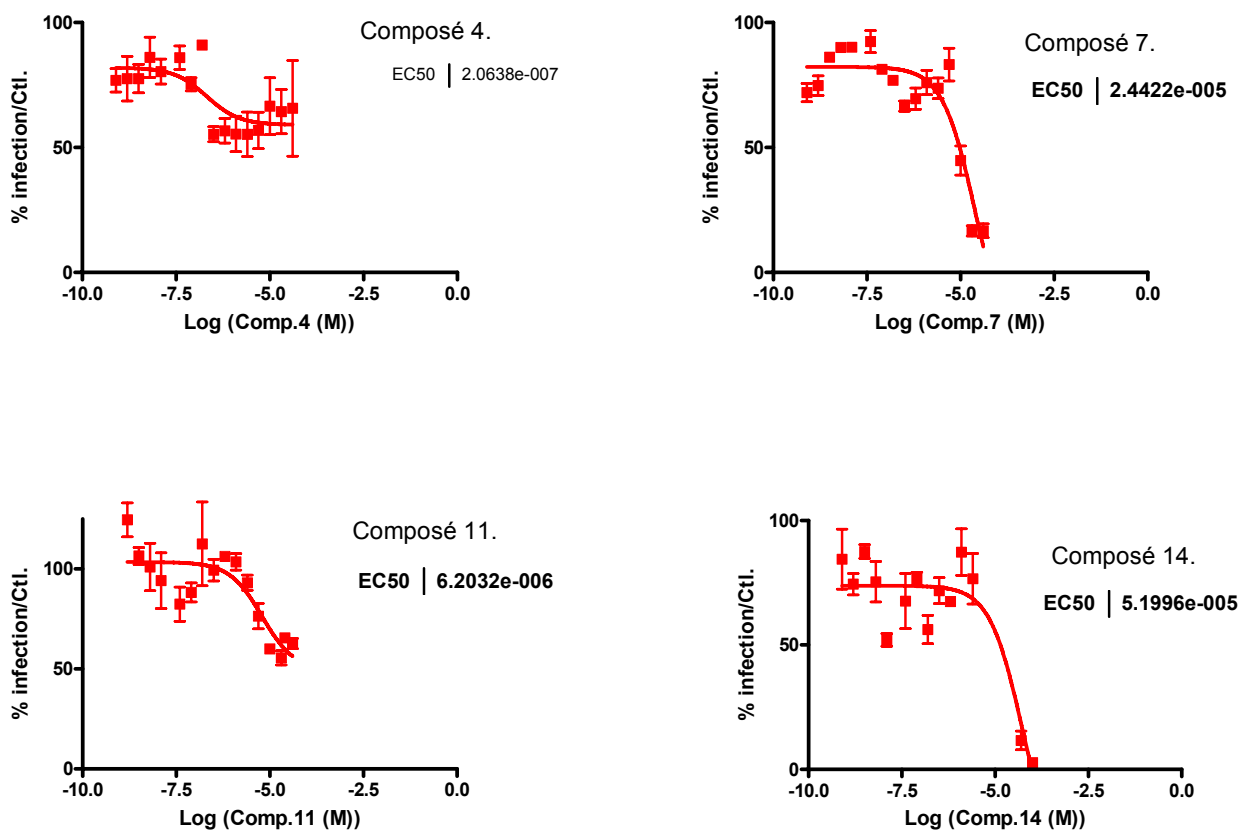 Composé 4.
EC50 | 2.0638e-007
% infection/Ctl.
100
50
0
-10.0 -7.5 -5.0 -2.5 0.0
Log (Comp.4 (M))
Composé 7.
EC50 | 2.4422e-005
% infection/Ctl.
100
50
0
-10.0 -7.5 -5.0 -2.5 0.0
Log (Comp.7 (M))
Composé 11.
EC50 | 6.2032e-006
% infection/Ctl.
100
50
0
-10.0 -7.5 -5.0 -2.5 0.0
Log (Comp.11 (M))
Composé 14.
EC50 | 5.1996e-005
% infection/Ctl.
100
50
0
-10.0 -7.5 -5.0 -2.5 0.0
Log (Comp.14 (M))